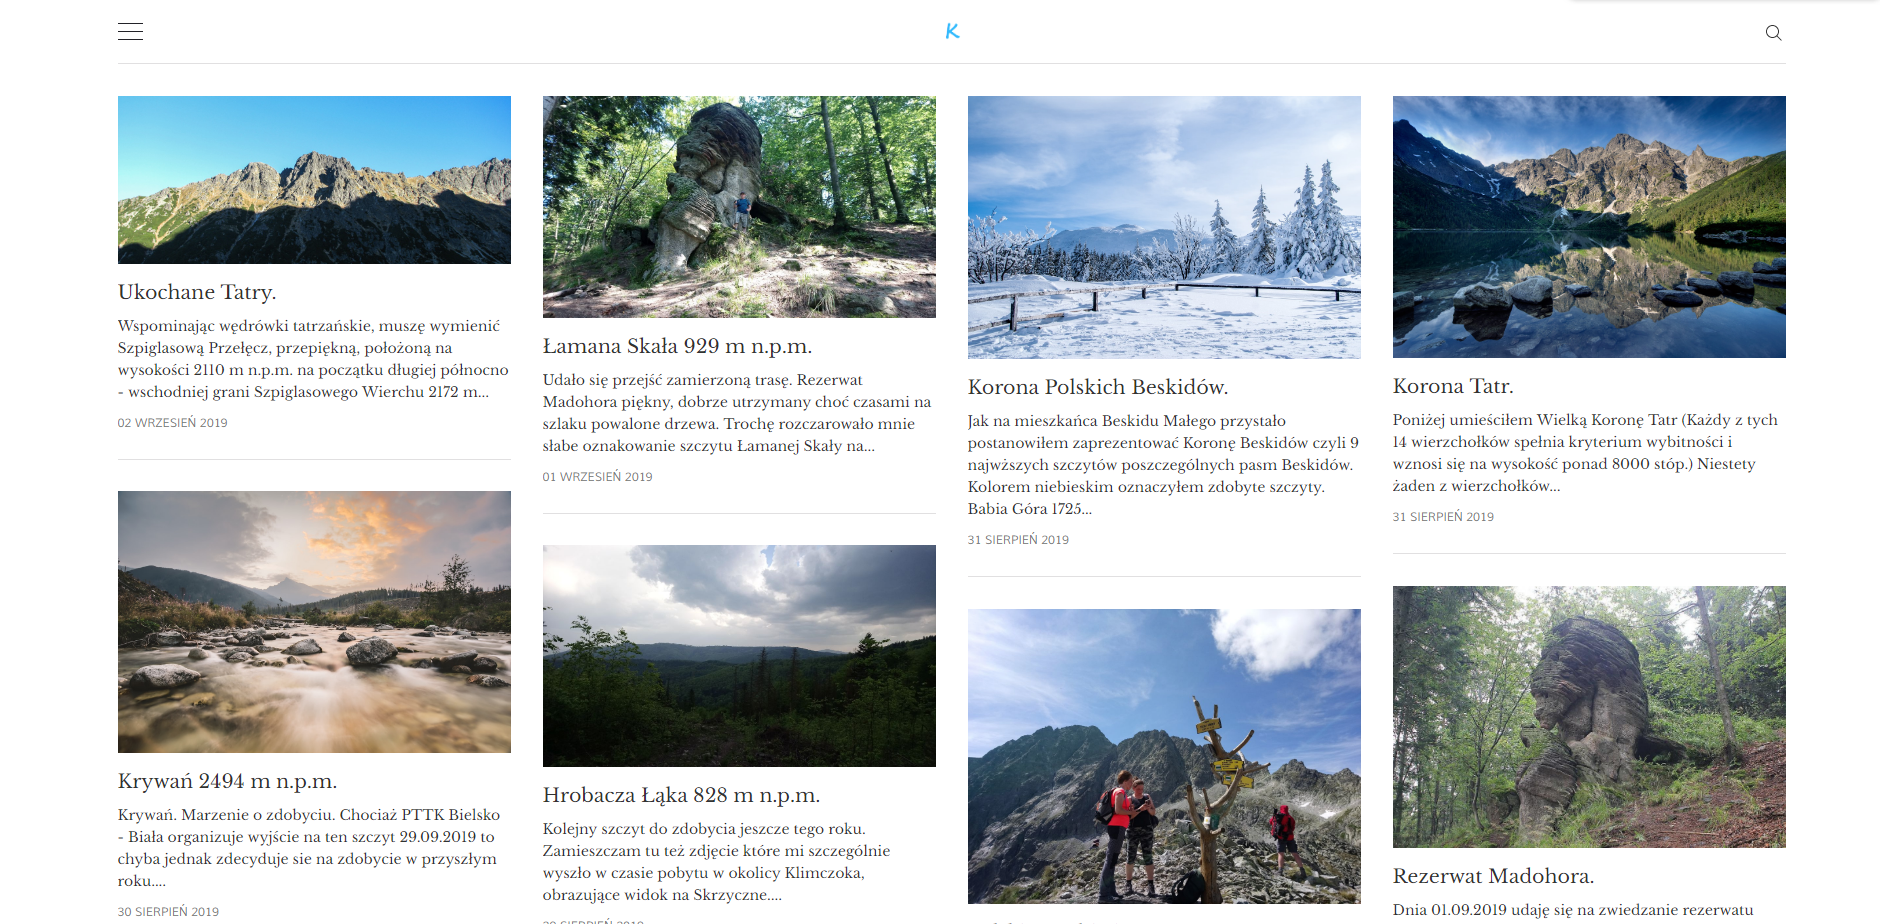 K
Ukochane Tatry.
Wspominając wędrówki tatrzańskie, muszę wymienić
Szpiglasową Przełęcz, przepiękną, położoną na
wysokości 2110 m n.p.m. na początku długiej północno
- wschodniej grani Szpiglasowego Wierchu 2172 m...
02 WRZESIEŃ 2019
Krywań 2494 m n.p.m.
Krywań. Marzenie o zdobyciu. Chociaż PTTK Bielsko
- Biała organizuje wyjście na ten szczyt 29.09.2019 to
chyba jednak zdecyduje sie na zdobycie w przyszłym
roku....
30 SIERPIEŃ 2019
Łamana Skała 929 m n.p.m.
Udało się przejść zamierzoną trasę. Rezerwat
Madohora piękny, dobrze utrzymany choć czasami na
szlaku powalone drzewa. Trochę rozczarowało mnie
słabe oznakowanie szczytu Łamanej Skały na...
01 WRZESIEŃ 2019
Hrobacza Łąka 828 m n.p.m.
Kolejny szczyt do zdobycia jeszcze tego roku.
Zamieszczam tu też zdjęcie które mi szczególnie
wyszło w czasie pobytu w okolicy Klimczoka,
obrazujące widok na Skrzyczne....
Korona Polskich Beskidów.
Jak na mieszkańca Beskidu Małego przystało
postanowiłem zaprezentować Koronę Beskidów czyli 9
najwższych szczytów poszczególnych pasm Beskidów.
Kolorem niebieskim oznaczyłem zdobyte szczyty.
Babia Góra 1725...
31 SIERPIEŃ 2019
Korona Tatr.
Poniżej umieściłem Wielką Koronę Tatr (Każdy z tych
14 wierzchołków spełnia kryterium wybitności i
wznosi się na wysokość ponad 8000 stóp.) Niestety
żaden z wierzchołków...
31 SIERPIEŃ 2019
Rezerwat Madohora.
Dnia 01.09.2019 udaję się na zwiedzanie rezerwatu